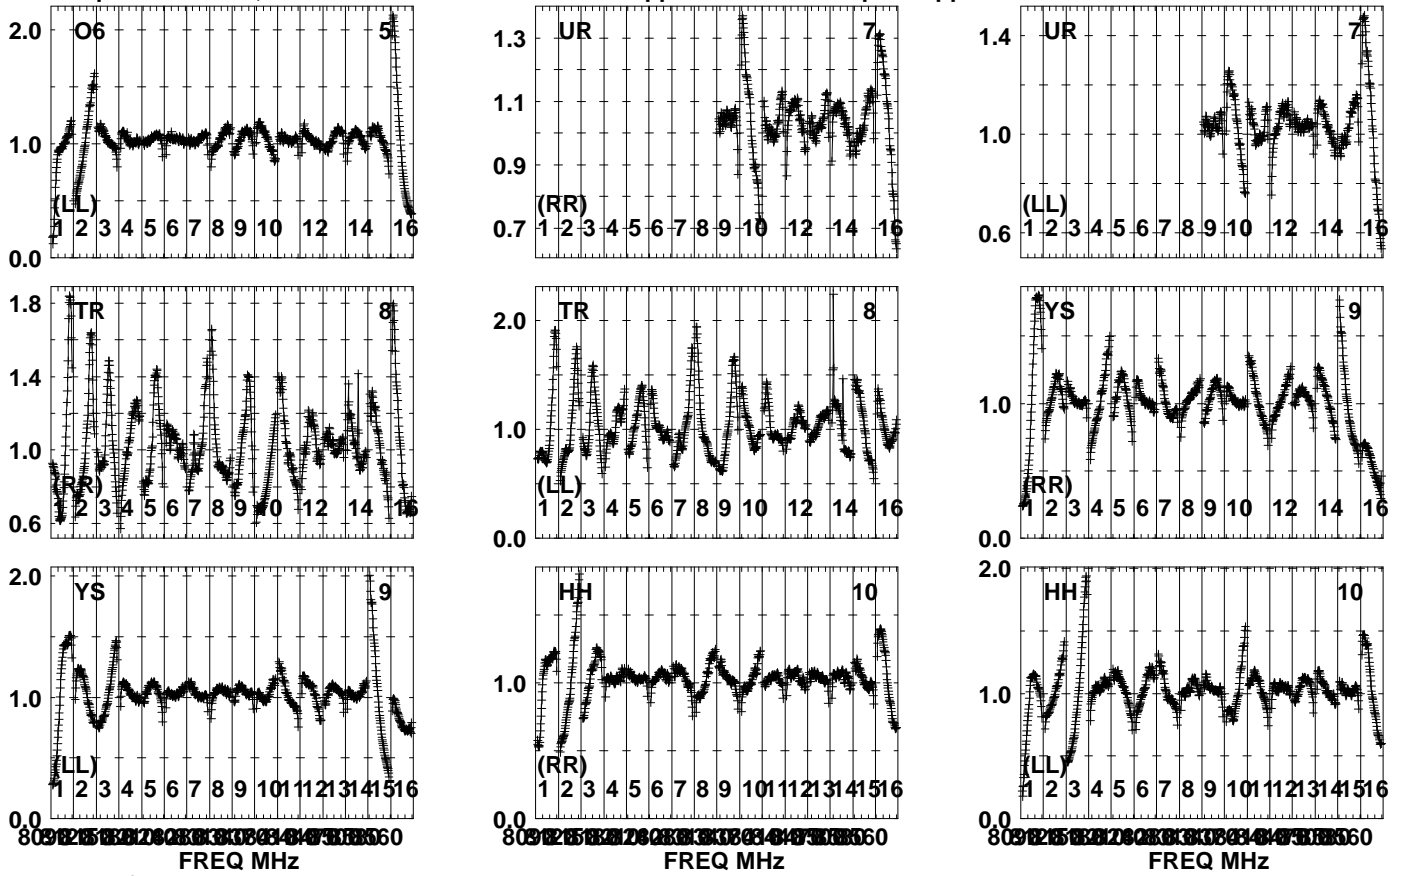 O6 5
2.0
1.0
0.0
(LL)
1 2 3 4 5 6 7 8 9 10 12 14 16
UR 7
1.3
1.1
0.9
0.7
(RR)
1 2 3 4 5 6 7 8 9 10 12 14 16
UR 7
1.4
1.0
0.6
(LL)
1 2 3 4 5 6 7 8 9 10 12 14 16
TR 8
1.8
1.4
1.0
0.6
(RR)
1 2 3 4 5 6 7 8 9 10 12 14 16
TR 8
2.0
1.0
0.0
(LL)
1 2 3 4 5 6 7 8 9 10 12 14 16
YS 9
1.0
0.0
(RR)
1 2 3 4 5 6 7 8 9 10 12 14 16
YS 9
2.0
1.0
0.0
(LL)
1 2 3 4 5 6 7 8 9 10 11 12 13 14 15 16
FREQ MHz
HH 10
1.0
0.0
(RR)
1 2 3 4 5 6 7 8 9 10 11 12 13 14 15 16
FREQ MHz
HH 10
2.0
1.0
0.0
(LL)
1 2 3 4 5 6 7 8 9 10 11 12 13 14 15 16
FREQ MHz